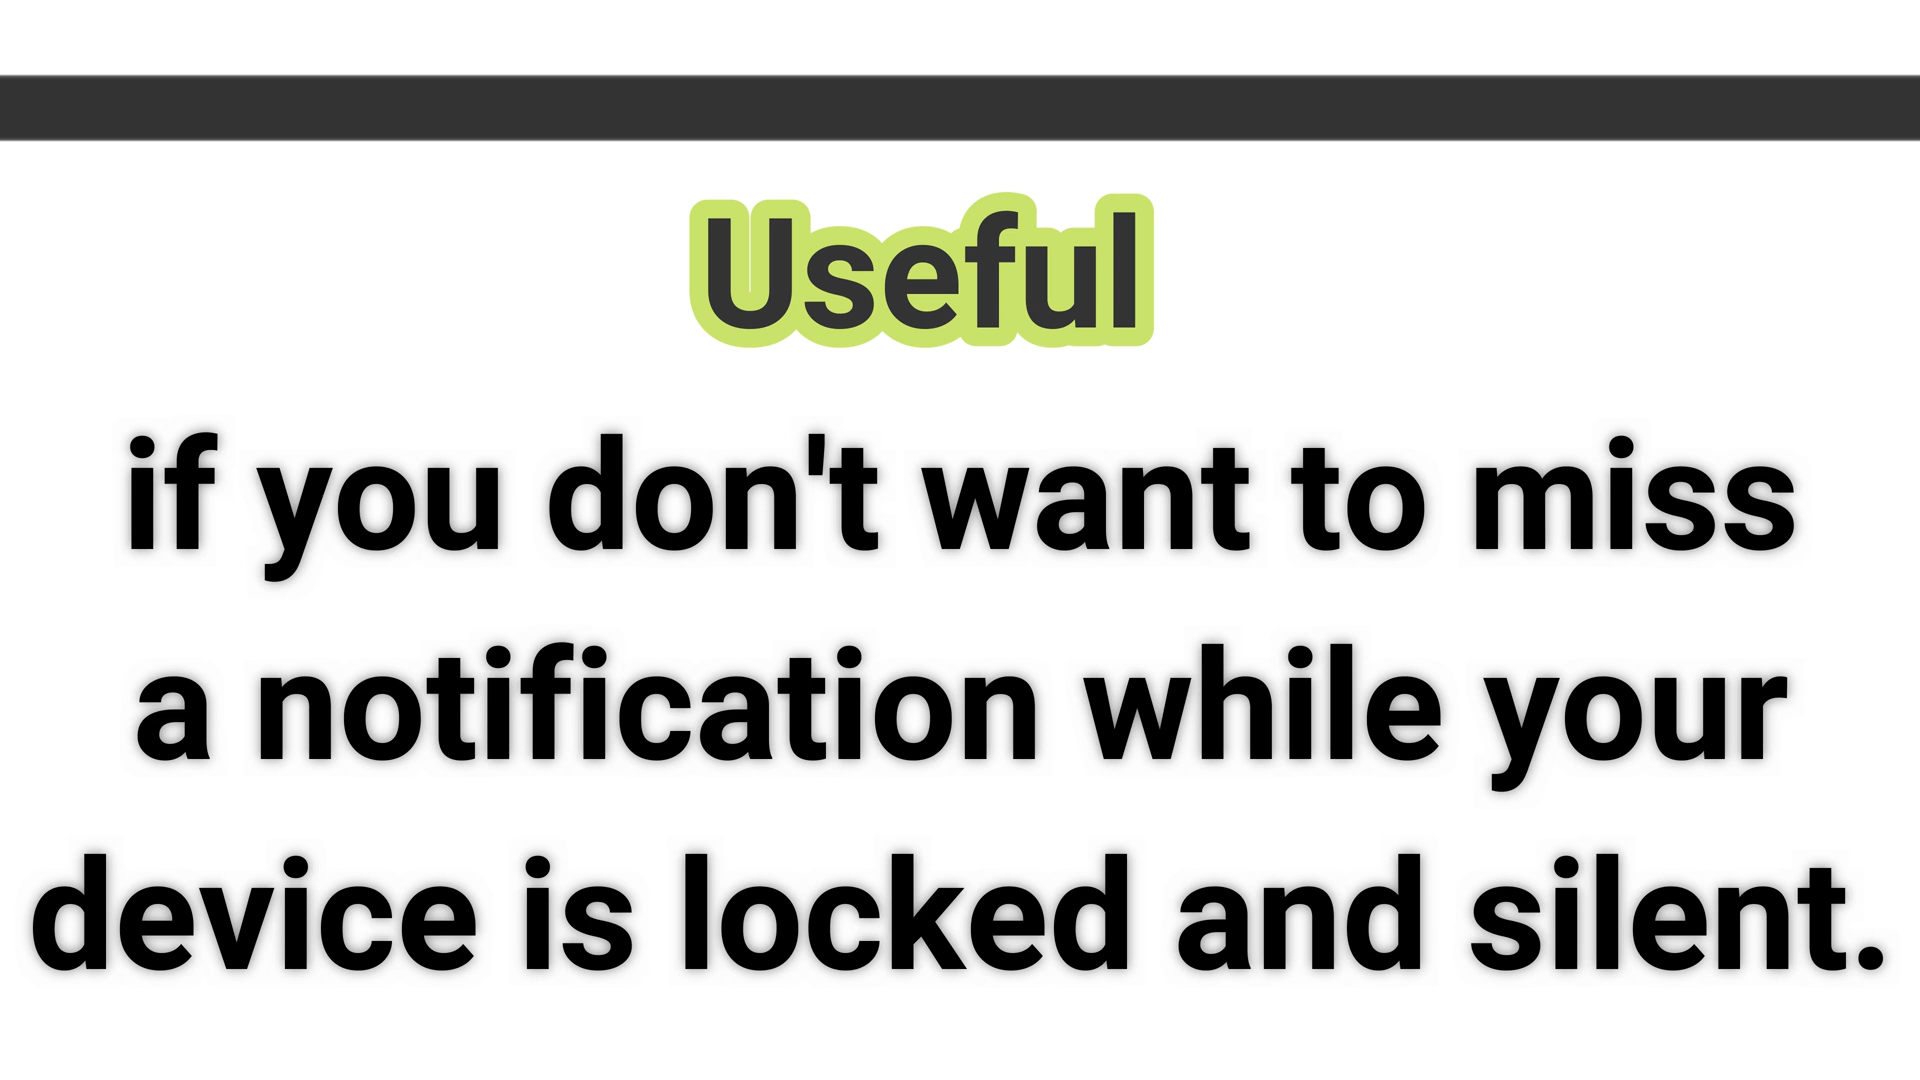 Useful
if you don't want to miss
a notification while your
device is locked and silent.